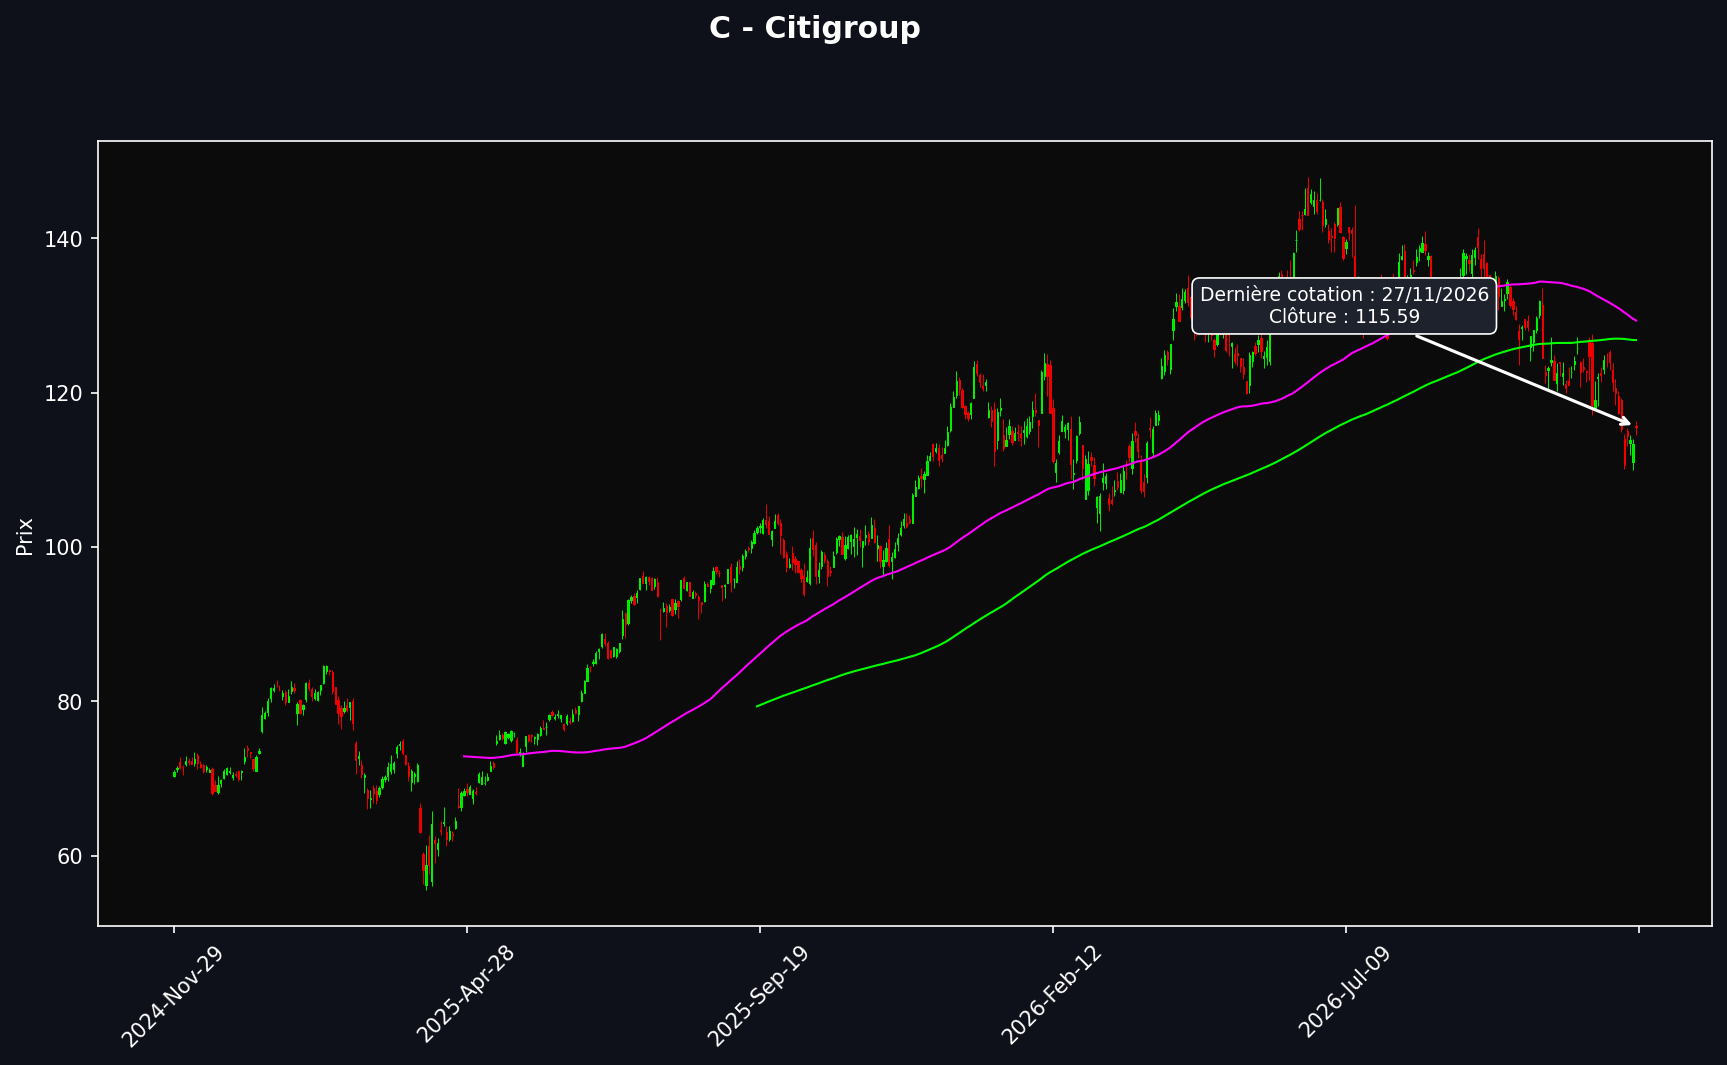 C - Citigroup
140
120
100
80
60
Prix
Dernière cotation : 27/11/2026
Clôture : 115.59
2024-Nov-29
2025-Apr-28
2025-Sep-19
2026-Feb-12
2026-Jul-09